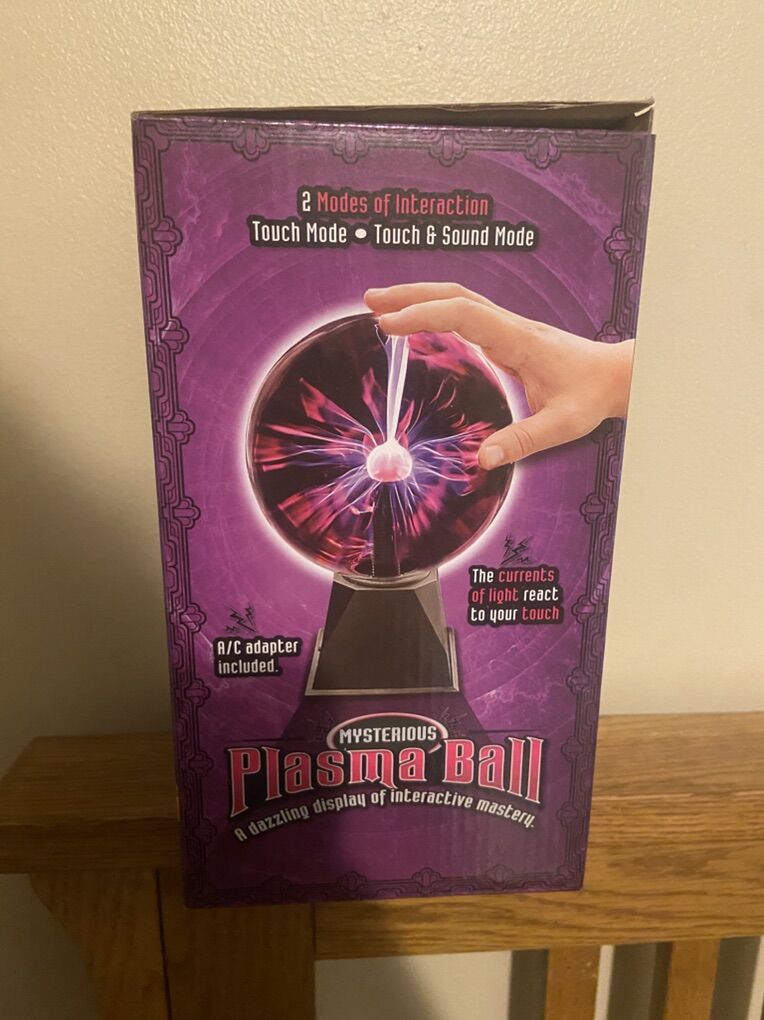 2 Modes of Interaction
Touch Mode • Touch & Sound Mode
The currents
of light react
to your touch
A/C adapter
included.
MYSTERIOUS
Plasma Ball
A dazzling display of interactive mastery.